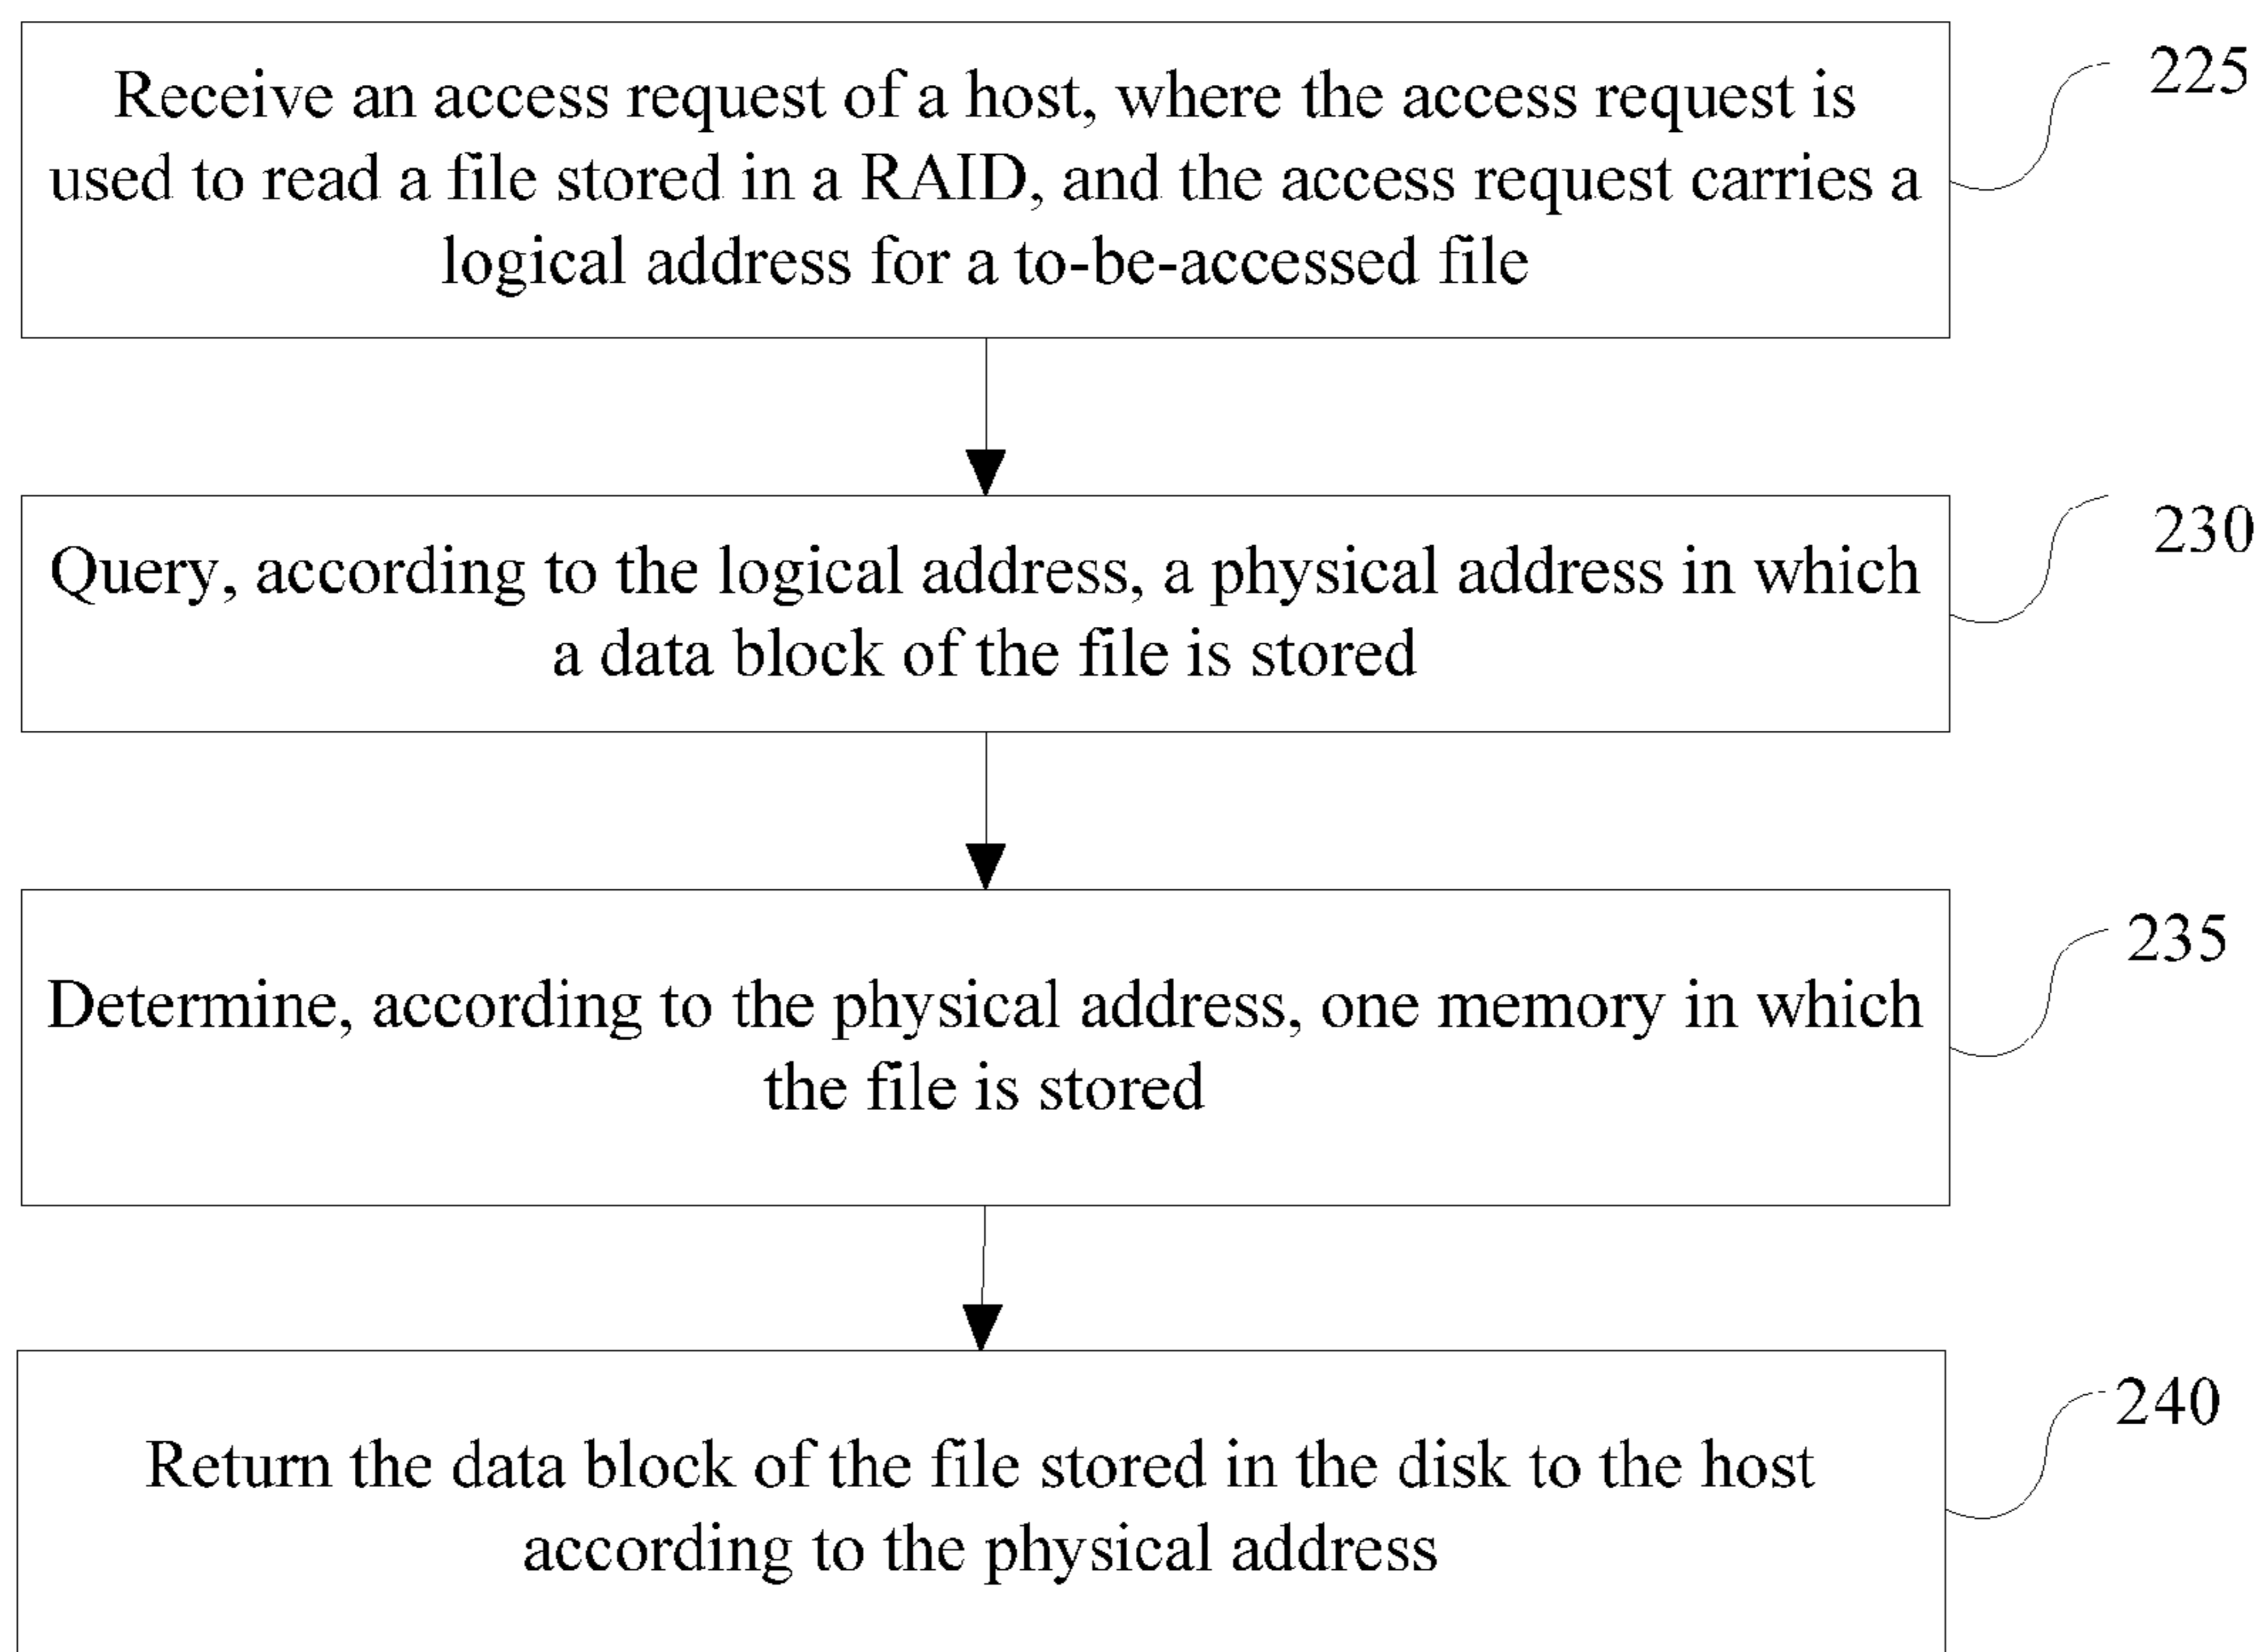 Receive an access request of a host, where the access request is
used to read a file stored in a RAID, and the access request carries a
logical address for a to-be-accessed file
225
Query, according to the logical address, a physical address in which
a data block of the file is stored
230
Determine, according to the physical address, one memory in which
the file is stored
235
Return the data block of the file stored in the disk to the host
according to the physical address
240